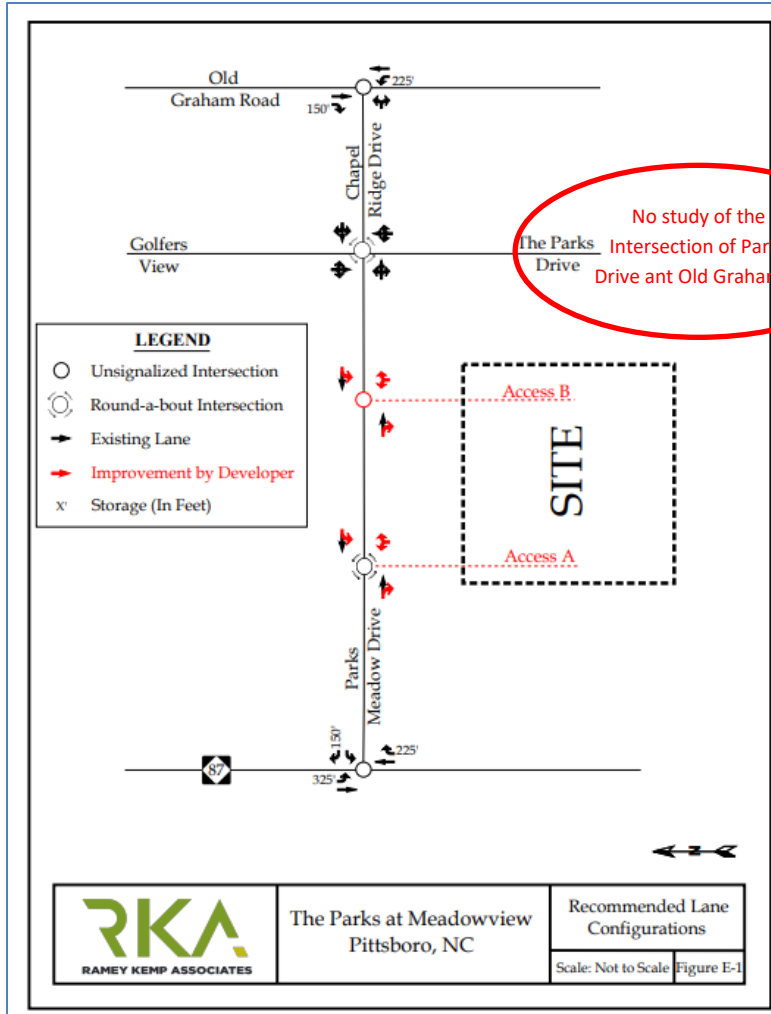 Old
Graham Road
225'
150'
Chapel
Ridge Drive
No study of the
Intersection of Par
Drive ant Old Graha
Golfers
View
The Parks
Drive
LEGEND
Unsignalized Intersection
Round-a-bout Intersection
Existing Lane
Improvement by Developer
X' Storage (In Feet)
Access B
SITE
Access A
Parks
Meadow Drive
150'
225'
87
325'
N
RKA
RAMEY KEMP ASSOCIATES
The Parks at Meadowview
Pittsboro, NC
Recommended Lane
Configurations
Scale: Not to Scale Figure E-1